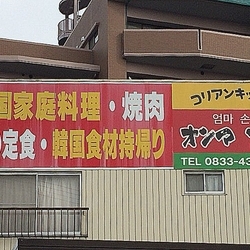 国家庭料理・焼肉
定食・韓国食材持帰り
コリアンキッ
엄마 손
オンマ
TEL 0833-43